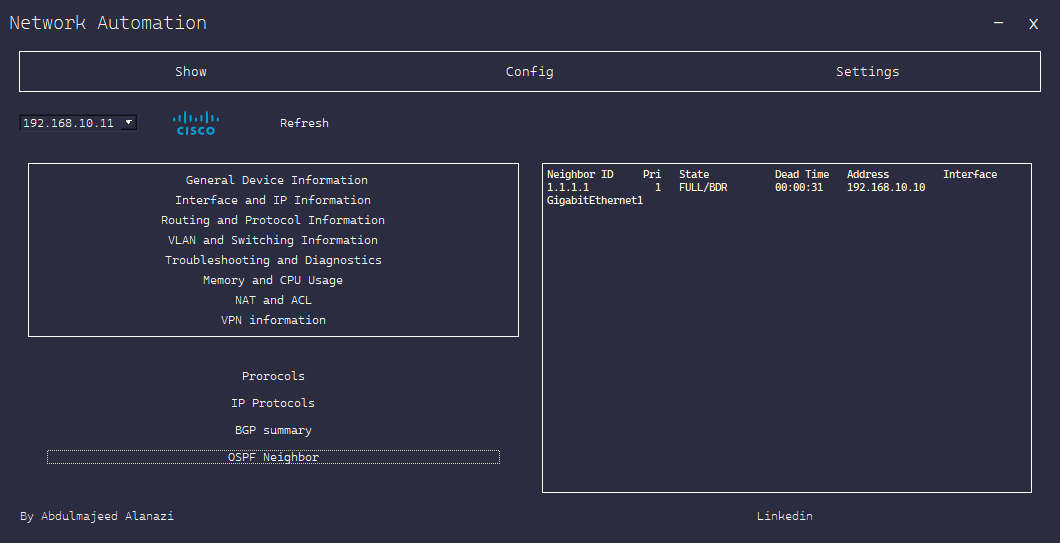 Network Automation
— x
Show Config Settings
192.168.10.11 CISCO Refresh
General Device Information
Interface and IP Information
Routing and Protocol Information
VLAN and Switching Information
Troubleshooting and Diagnostics
Memory and CPU Usage
NAT and ACL
VPN information
Prorocols
IP Protocols
BGP summary
OSPF Neighbor
Neighbor ID Pri State Dead Time Address Interface
1.1.1.1 1 FULL/BDR 00:00:31 192.168.10.10
GigabitEthernet1
By Abdulmajeed Alanazi
Linkedin